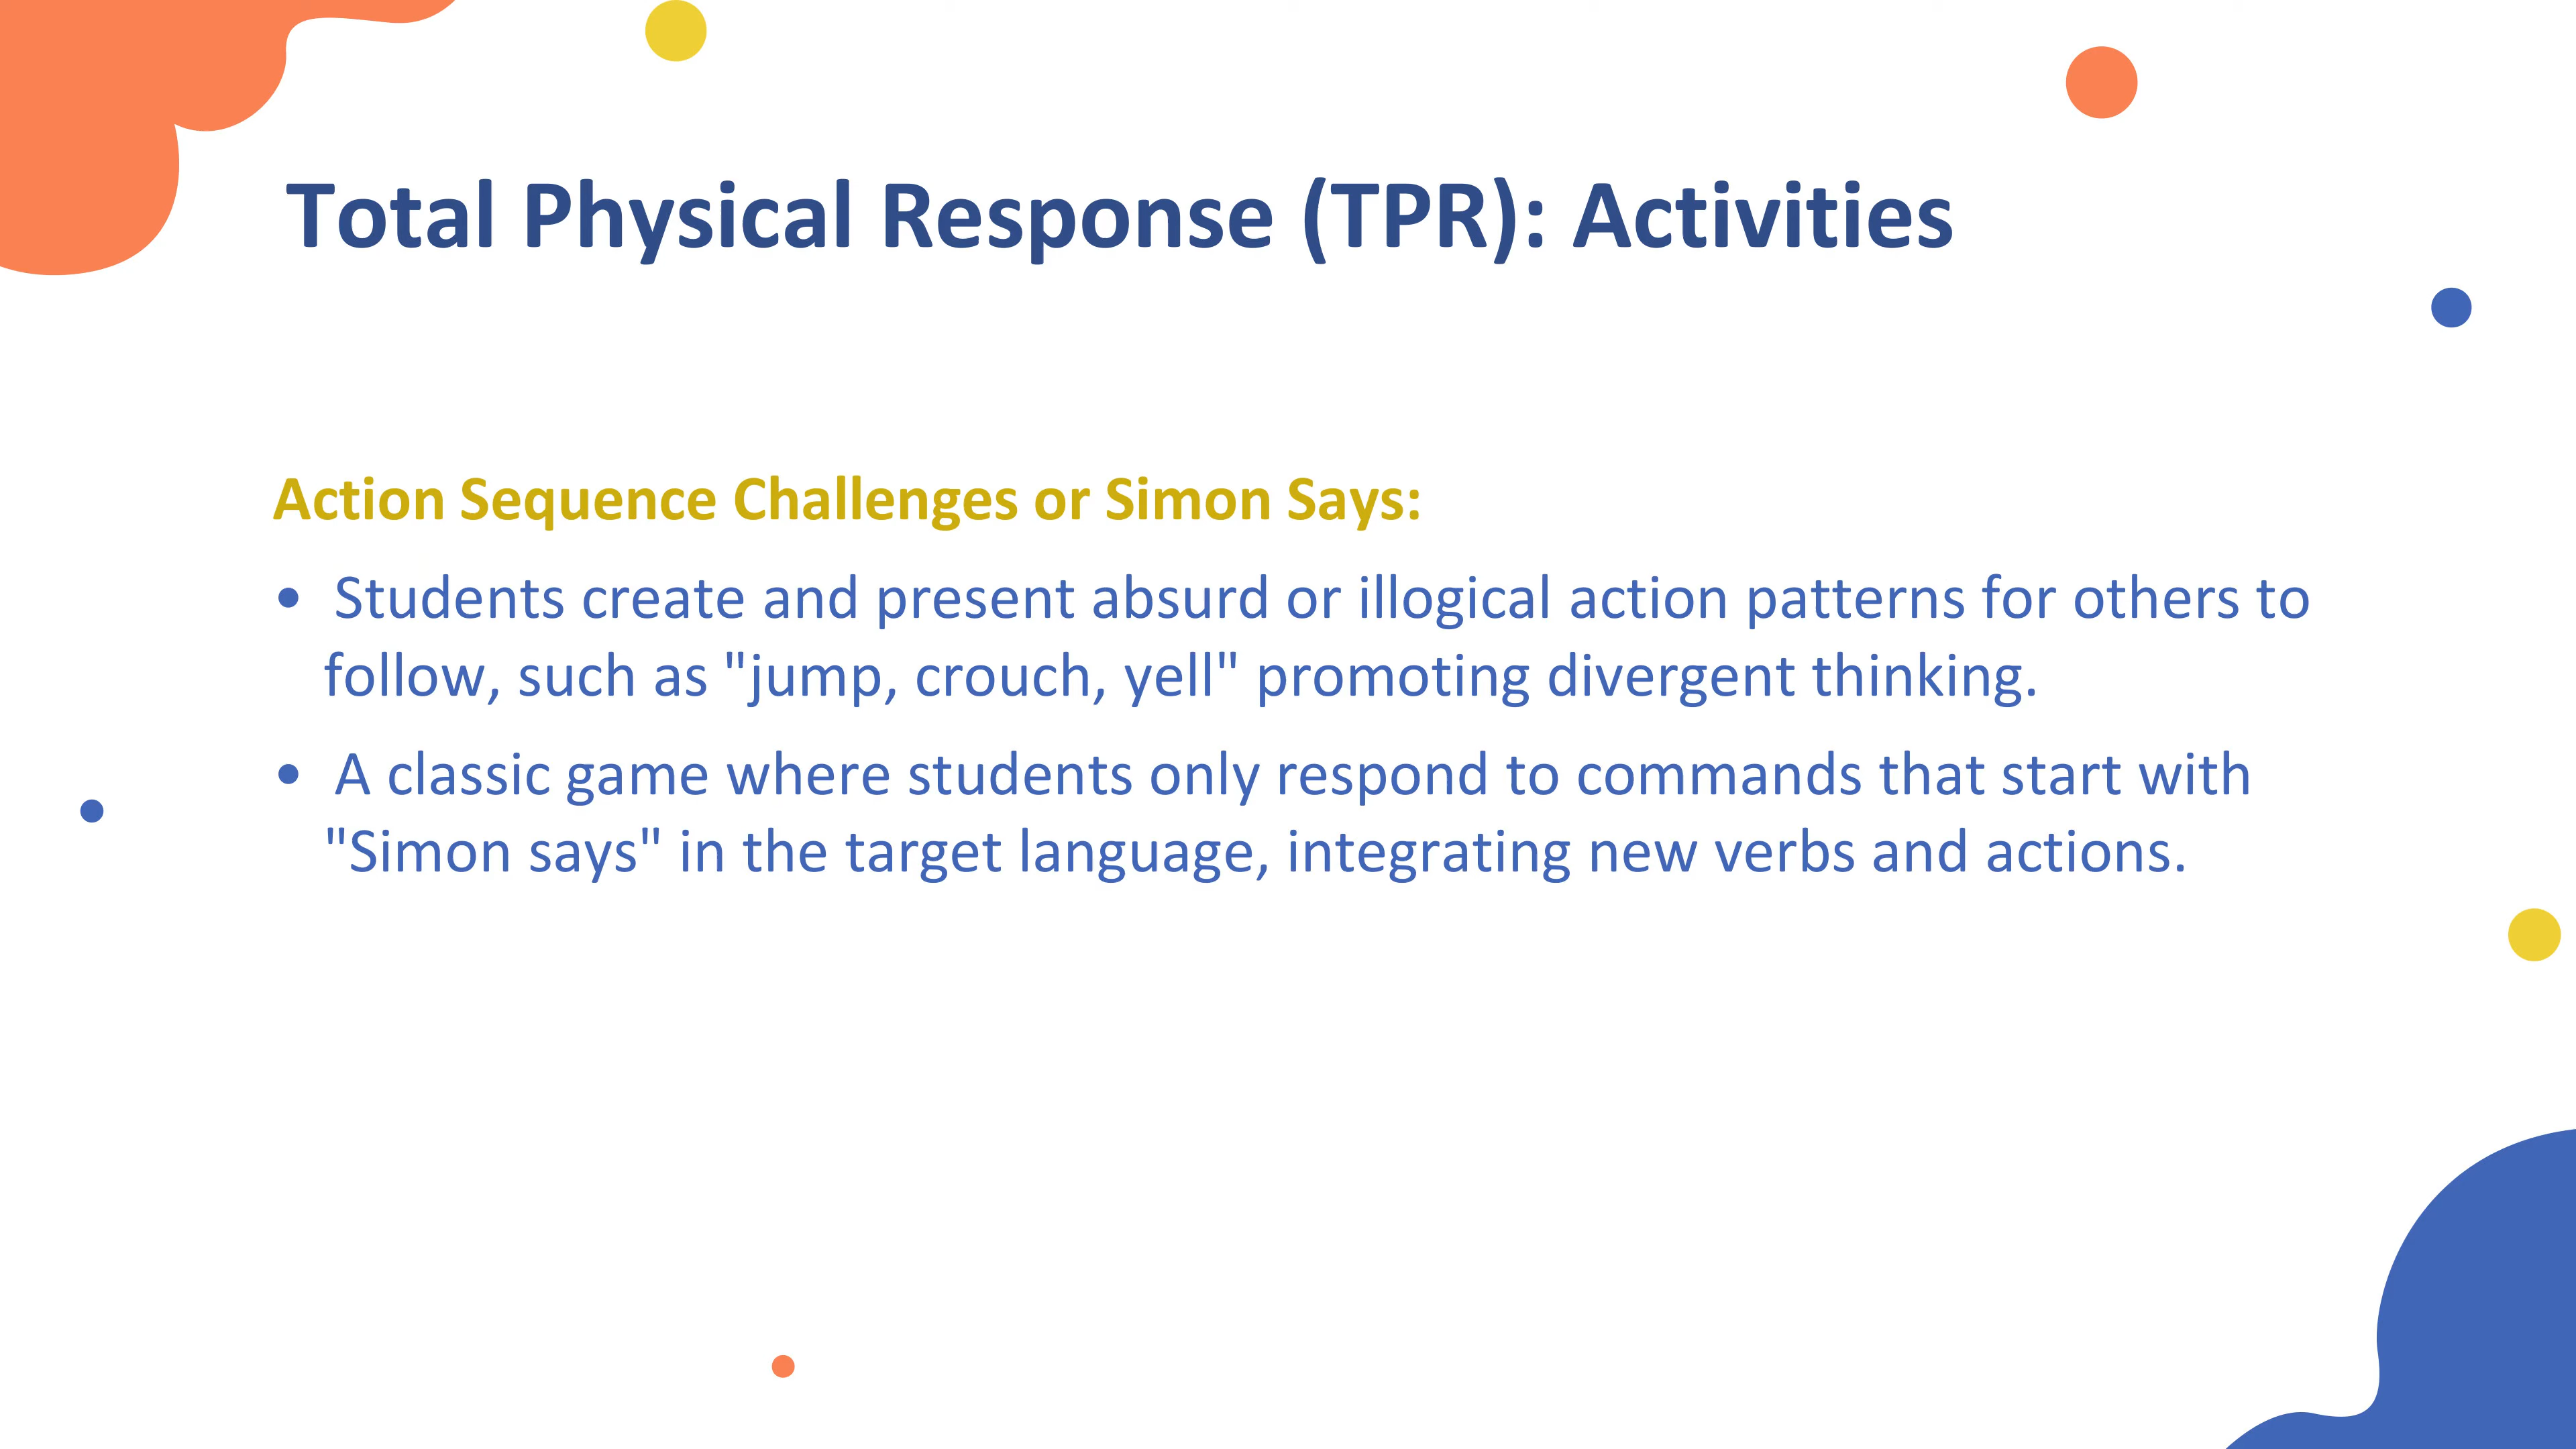 Total Physical Response (TPR): Activities
Action Sequence Challenges or Simon Says:
• Students create and present absurd or illogical action patterns for others to
follow, such as "jump, crouch, yell" promoting divergent thinking.
• A classic game where students only respond to commands that start with
"Simon says" in the target language, integrating new verbs and actions.